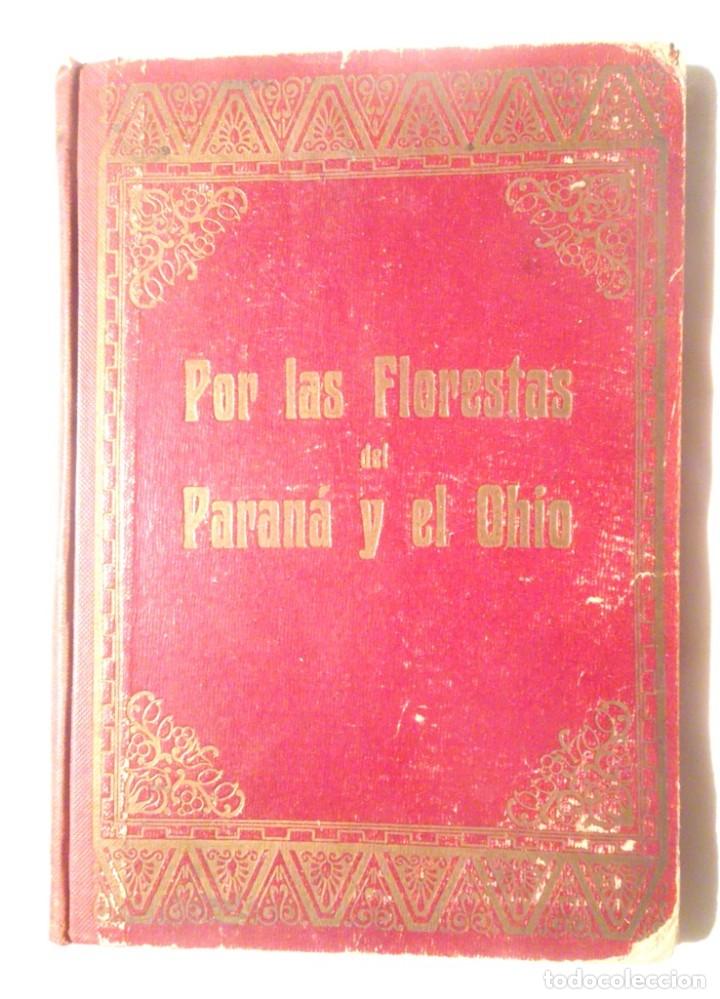 Por las Florestas
del
Paraná y el Ohio
todocoleccion